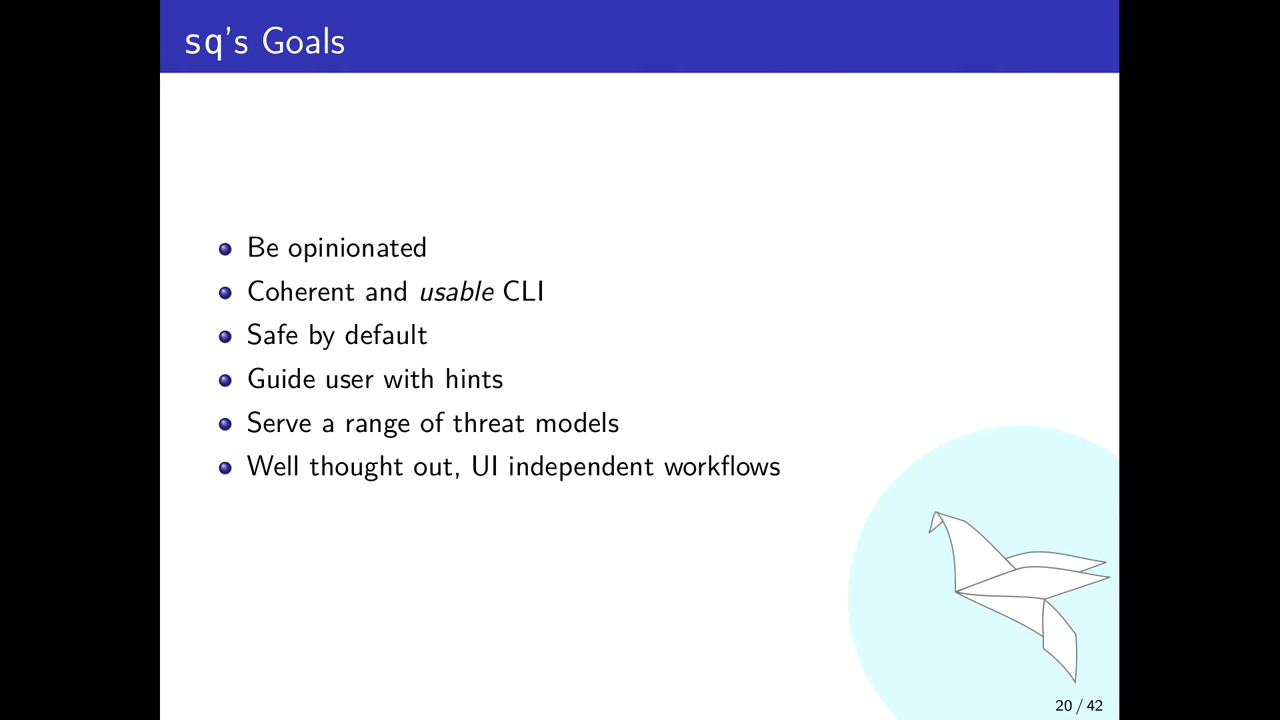 sq's Goals
Be opinionated
Coherent and usable CLI
Safe by default
Guide user with hints
Serve a range of threat models
Well thought out, UI independent workflows
20 / 42